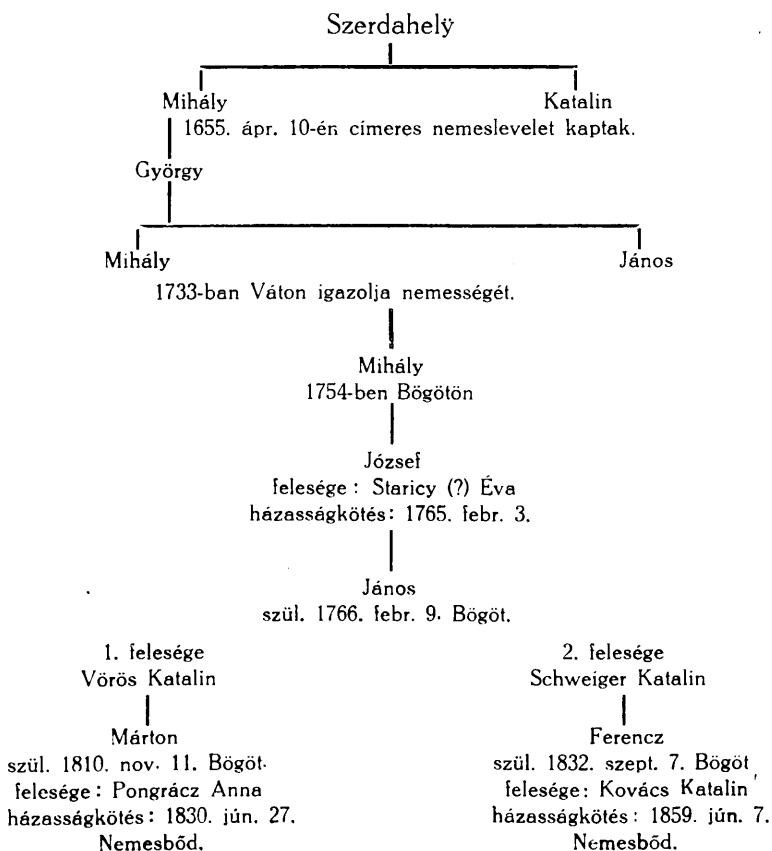 Szerdahelÿ
Mihály Katalin
1655. ápr. 10-én címeres nemeslevelet kaptak.
György
Mihály János
1733-ban Váton igazolja nemességét.
Mihály
1754-ben Bögötön
József
felesége: Staricy (?) Éva
házasságkötés: 1765. febr. 3.
János
szül. 1766. febr. 9. Bögöt.
1. felesége
Vörös Katalin
Márton
szül. 1810. nov. 11. Bögöt.
felesége: Pongrácz Anna
házasságkötés: 1830. jún. 27.
Nemesbőd.
2. felesége
Schweiger Katalin
Ferencz
szül. 1832. szept. 7. Bögöt
felesége: Kovács Katalin
házasságkötés: 1859. jún. 7.
Nemesbőd.